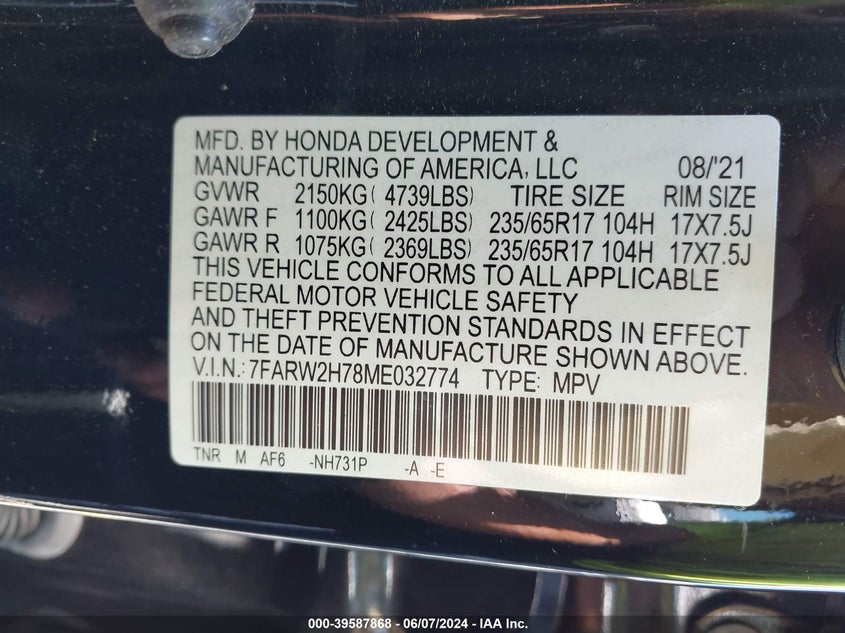 MFD. BY HONDA DEVELOPMENT &
MANUFACTURING OF AMERICA, LLC 08/'21
GVWR 2150KG( 4739LBS) TIRE SIZE RIM SIZE
GAWR F 1100KG( 2425LBS) 235/65R17 104H 17X7.5J
GAWR R 1075KG( 2369LBS) 235/65R17 104H 17X7.5J
THIS VEHICLE CONFORMS TO ALL APPLICABLE
FEDERAL MOTOR VEHICLE SAFETY
AND THEFT PREVENTION STANDARDS IN EFFECT
ON THE DATE OF MANUFACTURE SHOWN ABOVE.
V.I.N.: 7FARW2H78ME032774 TYPE: MPV
TNR M AF6 -NH731P -A -E
000-39587868 - 06/07/2024 - IAA Inc.